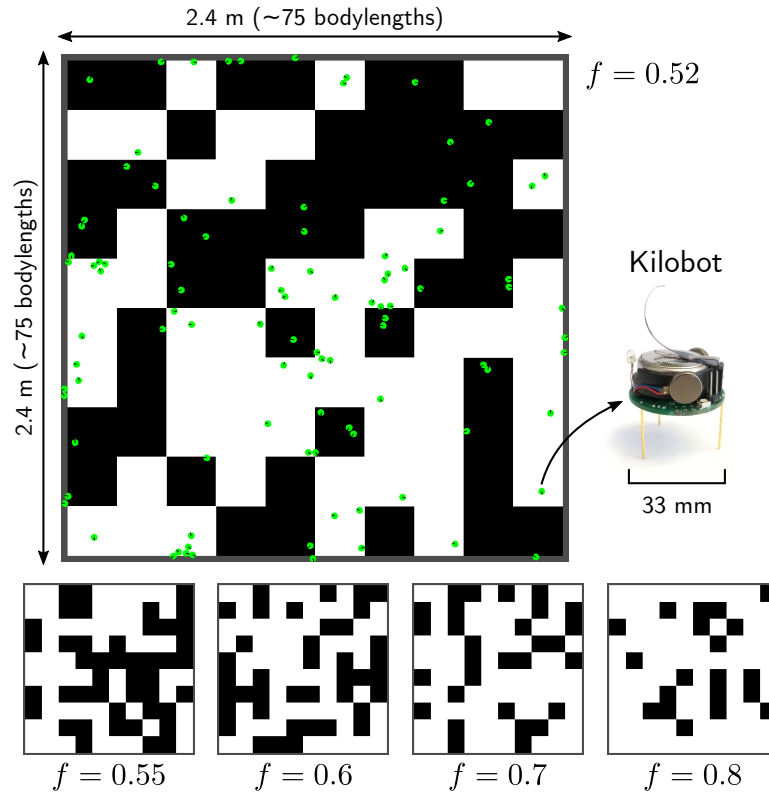 2.4 m (~75 bodylengths)
f = 0.52
2.4 m (~75 bodylengths)
Kilobot
33 mm
f = 0.55
f = 0.6
f = 0.7
f = 0.8